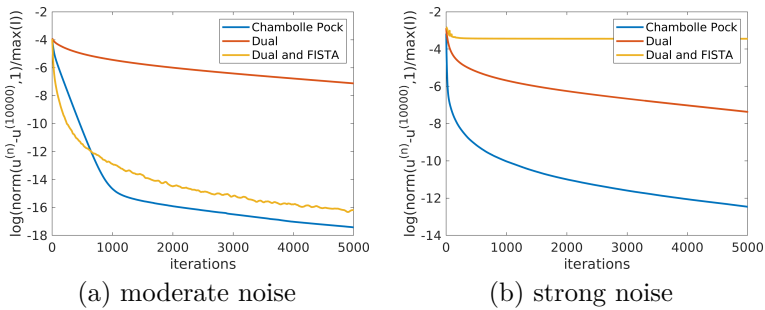 -2
-4
-6
-8
-10
-12
-14
-16
-18
0
1000
2000
3000
4000
5000
iterations
log(norm(u^(n)-u^(10000),1)/max(I))
Chambolle Pock
Dual
Dual and FISTA
(a) moderate noise
-2
-4
-6
-8
-10
-12
-14
0
1000
2000
3000
4000
5000
iterations
log(norm(u^(n)-u^(10000),1)/max(I))
Chambolle Pock
Dual
Dual and FISTA
(b) strong noise